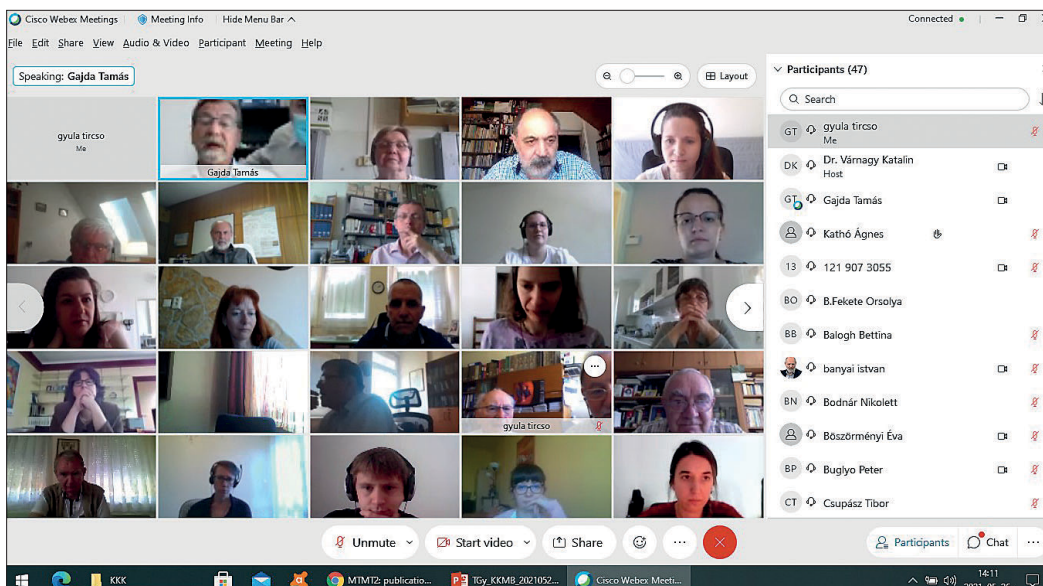 Cisco Webex Meetings Meeting Info Hide Menu Bar Connected
File Edit Share View Audio & Video Participant Meeting Help
Speaking: Gajda Tamás
Layout
gyula tircso
Me
Gajda Tamás
gyula tircso
Participants (47)
Search
GT gyula tircso
Me
DK Dr. Várnagy Katalin
Host
GT Gajda Tamás
Kathó Ágnes
13 121 907 3055
BO B.Fekete Orsolya
BB Balogh Bettina
banyai istvan
BN Bodnár Nikolett
Böszörményi Éva
BP Buglyo Peter
CT Csupász Tibor
Unmute Start video Share
Participants Chat
KKK MTMT2: publicatio... TGy_KKMB_202102... Cisco Webex Meeti...
14:11